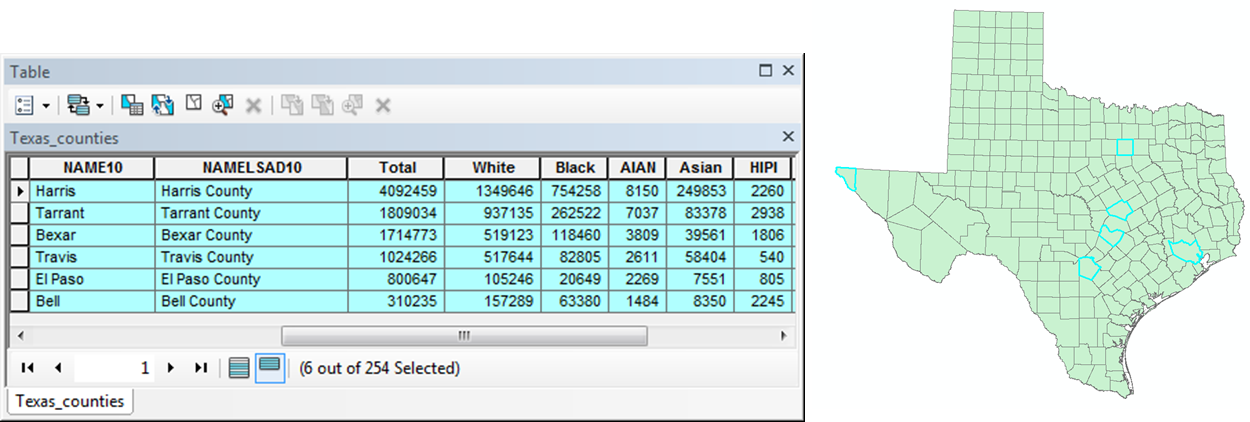 Table
Texas_counties
NAME10 NAMELSAD10 Total White Black AIAN Asian HIPI
Harris Harris County 4092459 1349646 754258 8150 249853 2260
Tarrant Tarrant County 1809034 937135 262522 7037 83378 2938
Bexar Bexar County 1714773 519123 118460 3809 39561 1806
Travis Travis County 1024266 517644 82805 2611 58404 540
El Paso El Paso County 800647 105246 20649 2269 7551 805
Bell Bell County 310235 157289 63380 1484 8350 2245
1 (6 out of 254 Selected)
Texas_counties